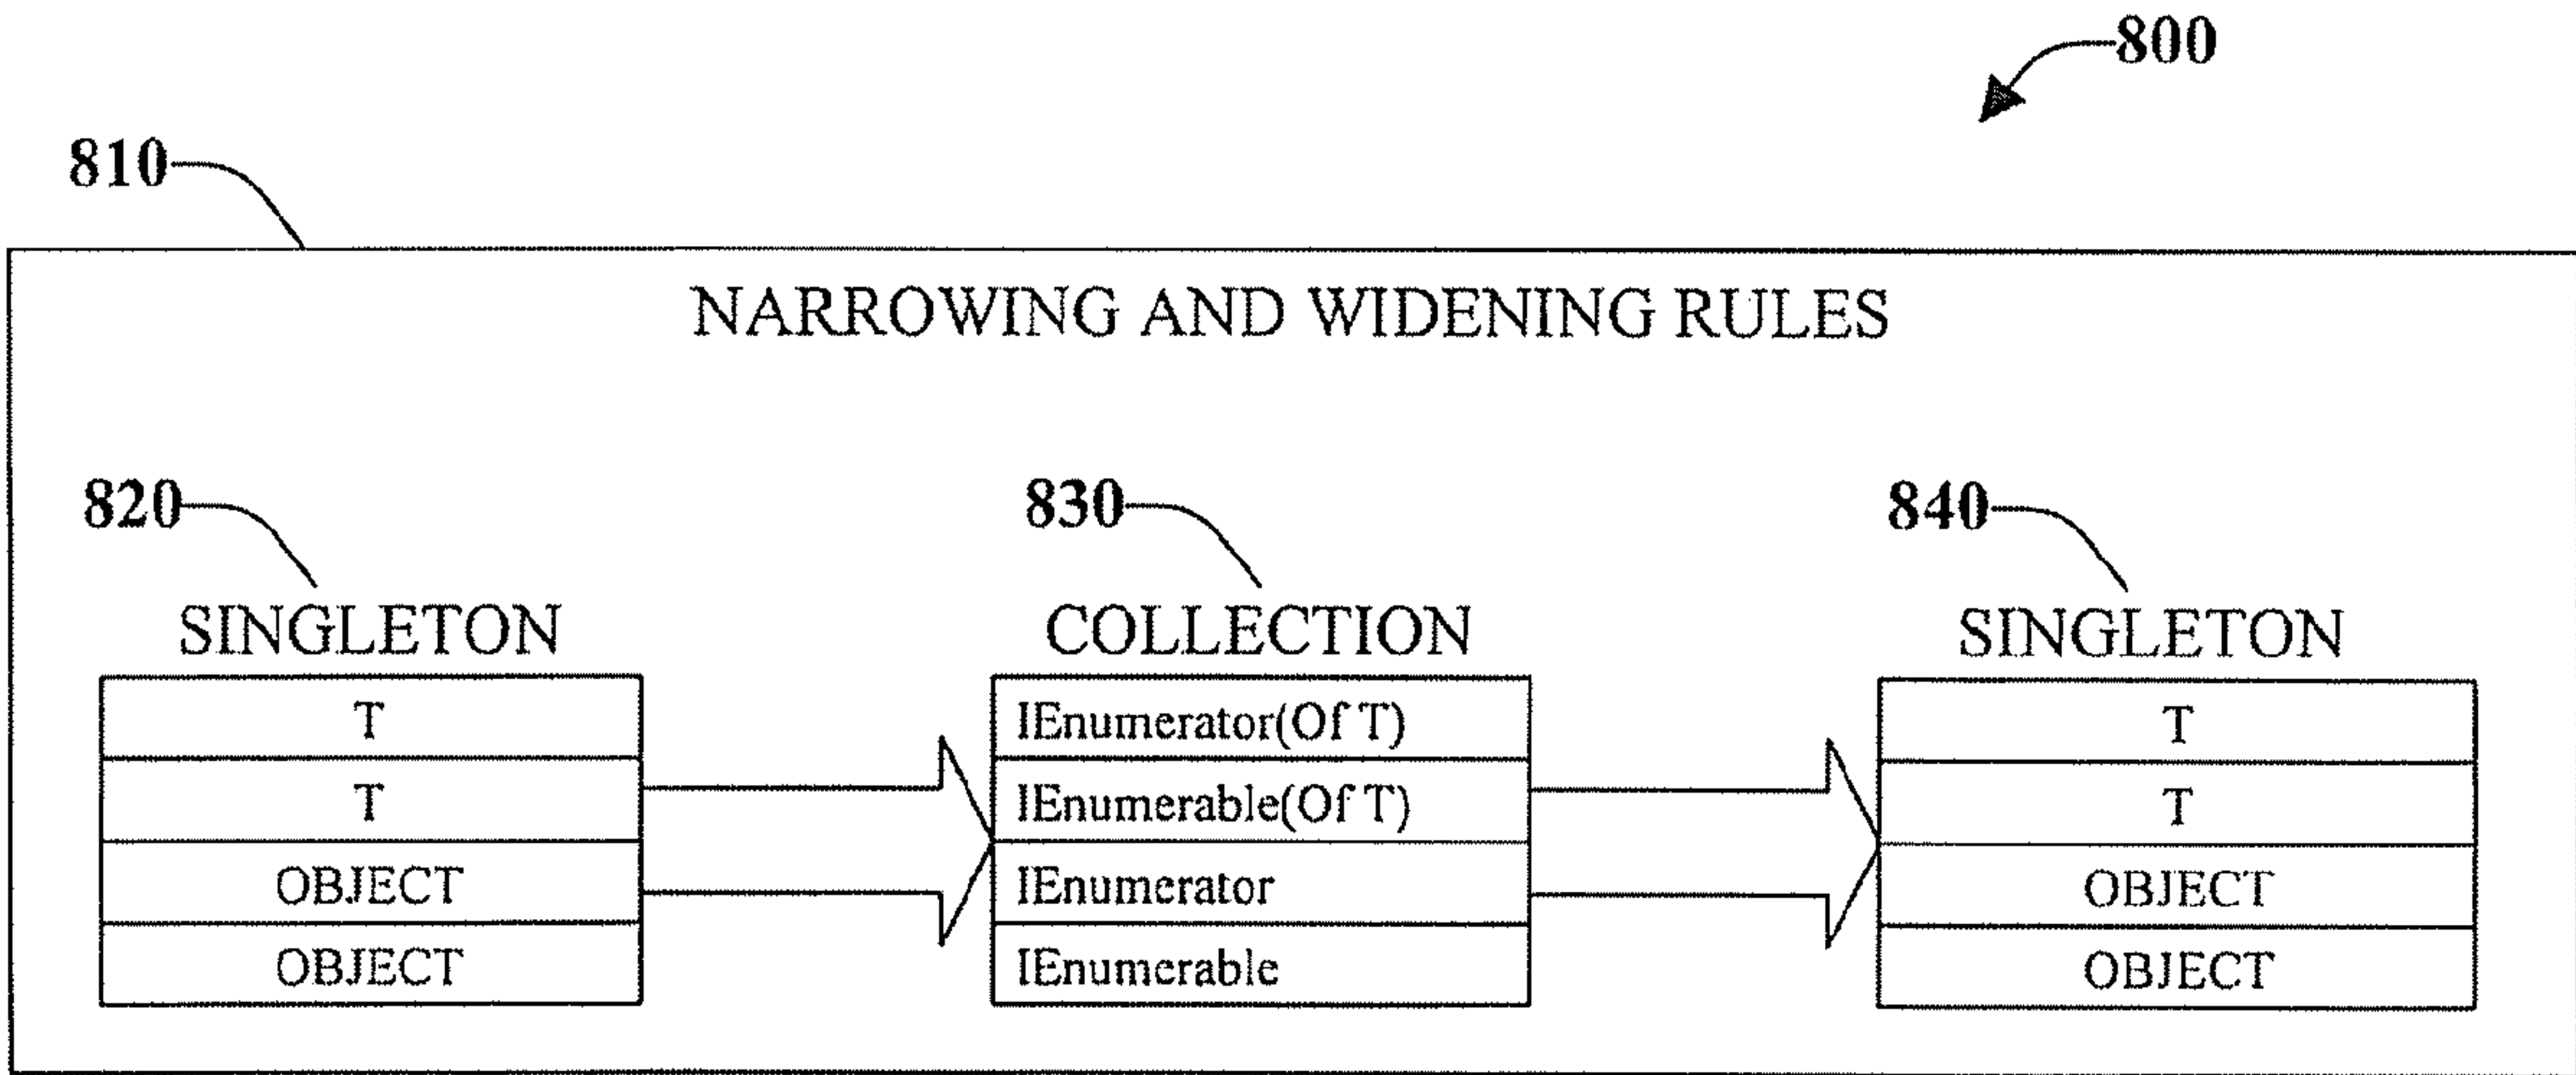 800
810
NARROWING AND WIDENING RULES
820
830
840
SINGLETON
COLLECTION
SINGLETON
T
IEnumerator(Of T)
T
T
IEnumerable(Of T)
T
OBJECT
IEnumerator
OBJECT
OBJECT
IEnumerable
OBJECT